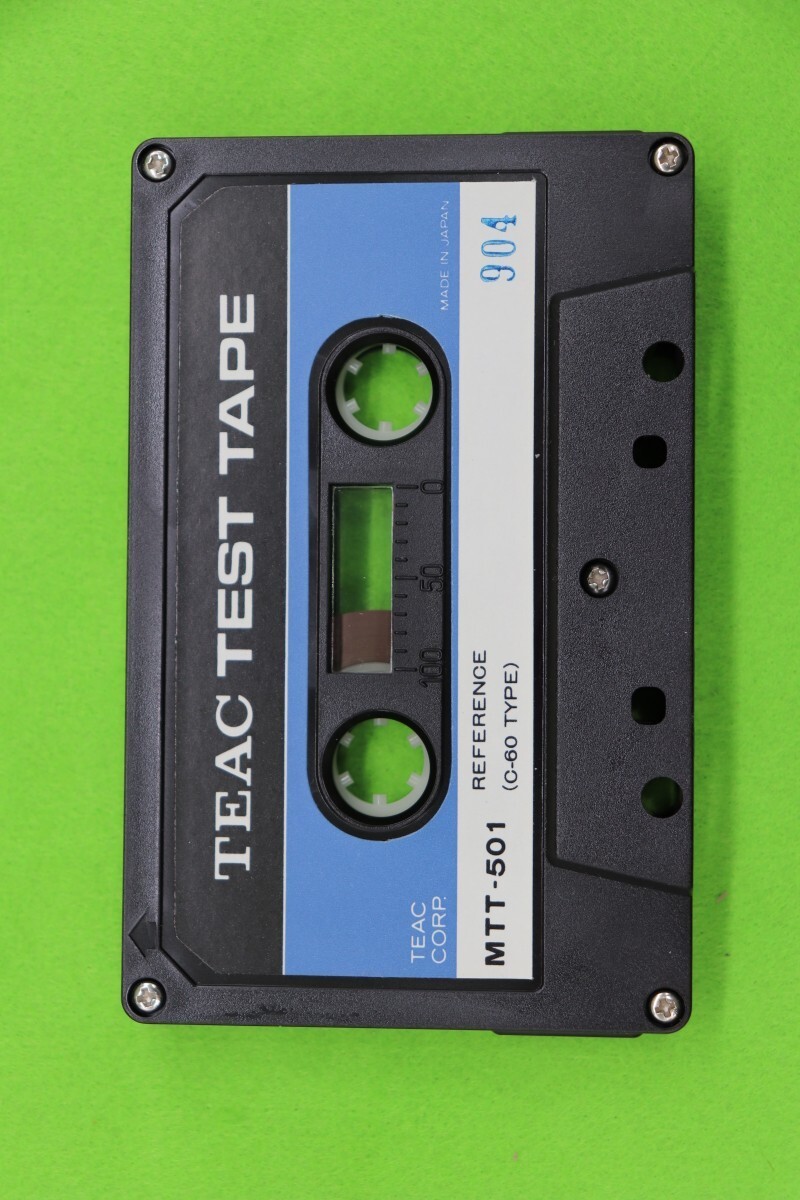 TEAC TEST TAPE
TEAC
CORP.
MADE IN JAPAN
100 50 0
MTT-501 REFERENCE
(C-60 TYPE)
904